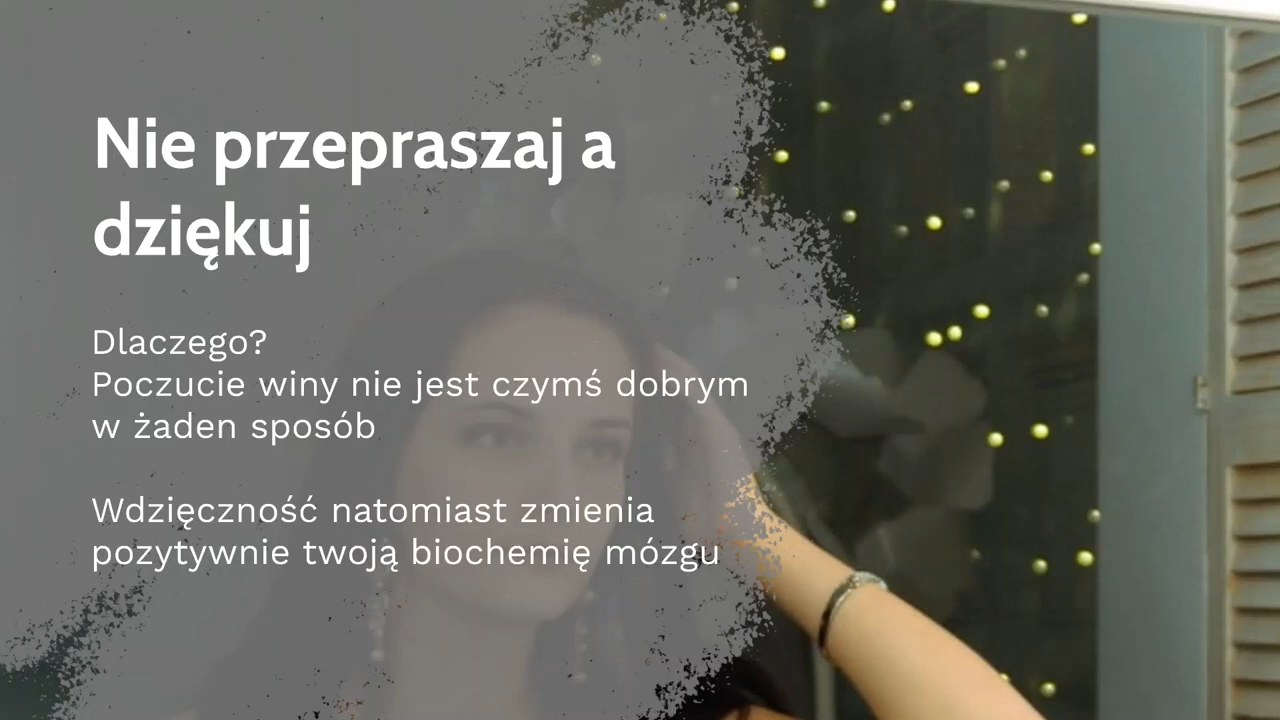 Nie przepraszaj a
dziękuj
Dlaczego?
Poczucie winy nie jest czymś dobrym
w żaden sposób
Wdzięczność natomiast zmienia
pozytywnie twoją biochemię mózgu